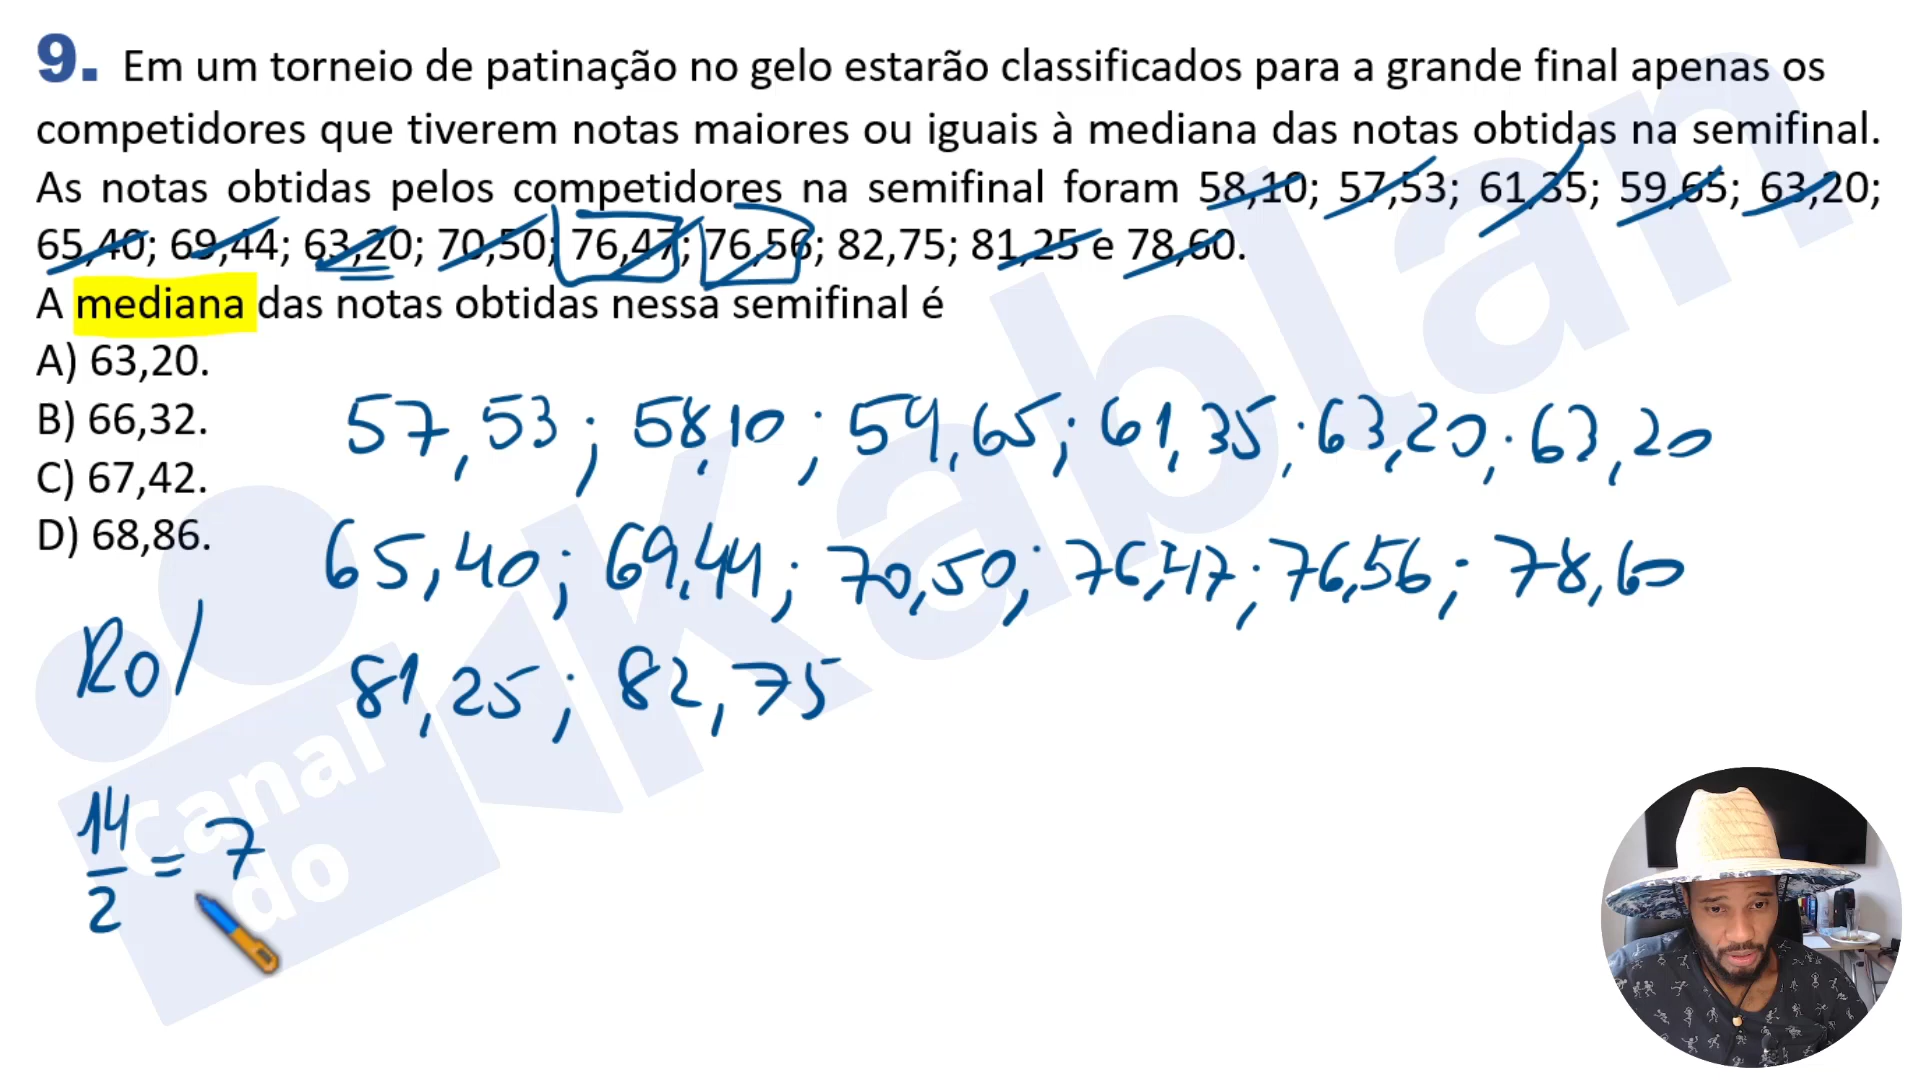 9. Em um torneio de patinação no gelo estarão classificados para a grande final apenas os
competidores que tiverem notas maiores ou iguais à mediana das notas obtidas na semifinal.
As notas obtidas pelos competidores na semifinal foram 58,10; 57,53; 61,35; 59,65; 63,20;
65,40; 69,44; 63,20; 70,50; 76,47; 76,56; 82,75; 81,25 e 78,60.
A mediana das notas obtidas nessa semifinal é
A) 63,20.
B) 66,32.
C) 67,42.
D) 68,86.
57,53; 58,10; 59,65; 61,35; 63,20; 63,20
65,40; 69,44; 70,50; 76,47; 76,56; 78,60
Rol
81,25; 82,75
14/2 = 7
Canal
do
Kablan